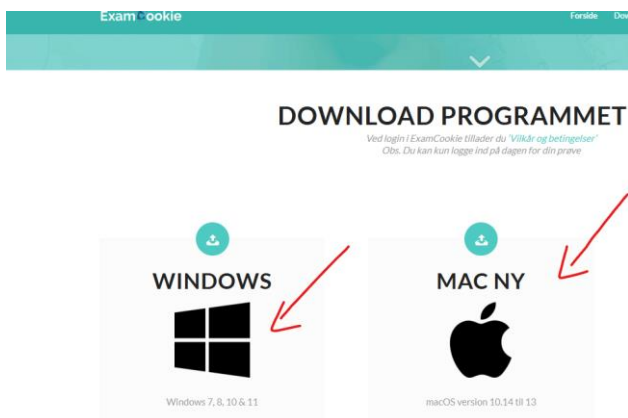 ExamCookie
Forside
DOWNLOAD PROGRAMMET
Ved login i ExamCookie tillader du 'Vilkår og betingelser'
Obs. Du kan kun logge ind på dagen for din prøve
WINDOWS
MAC NY
Windows 7, 8, 10 & 11
macOS version 10.14 til 13